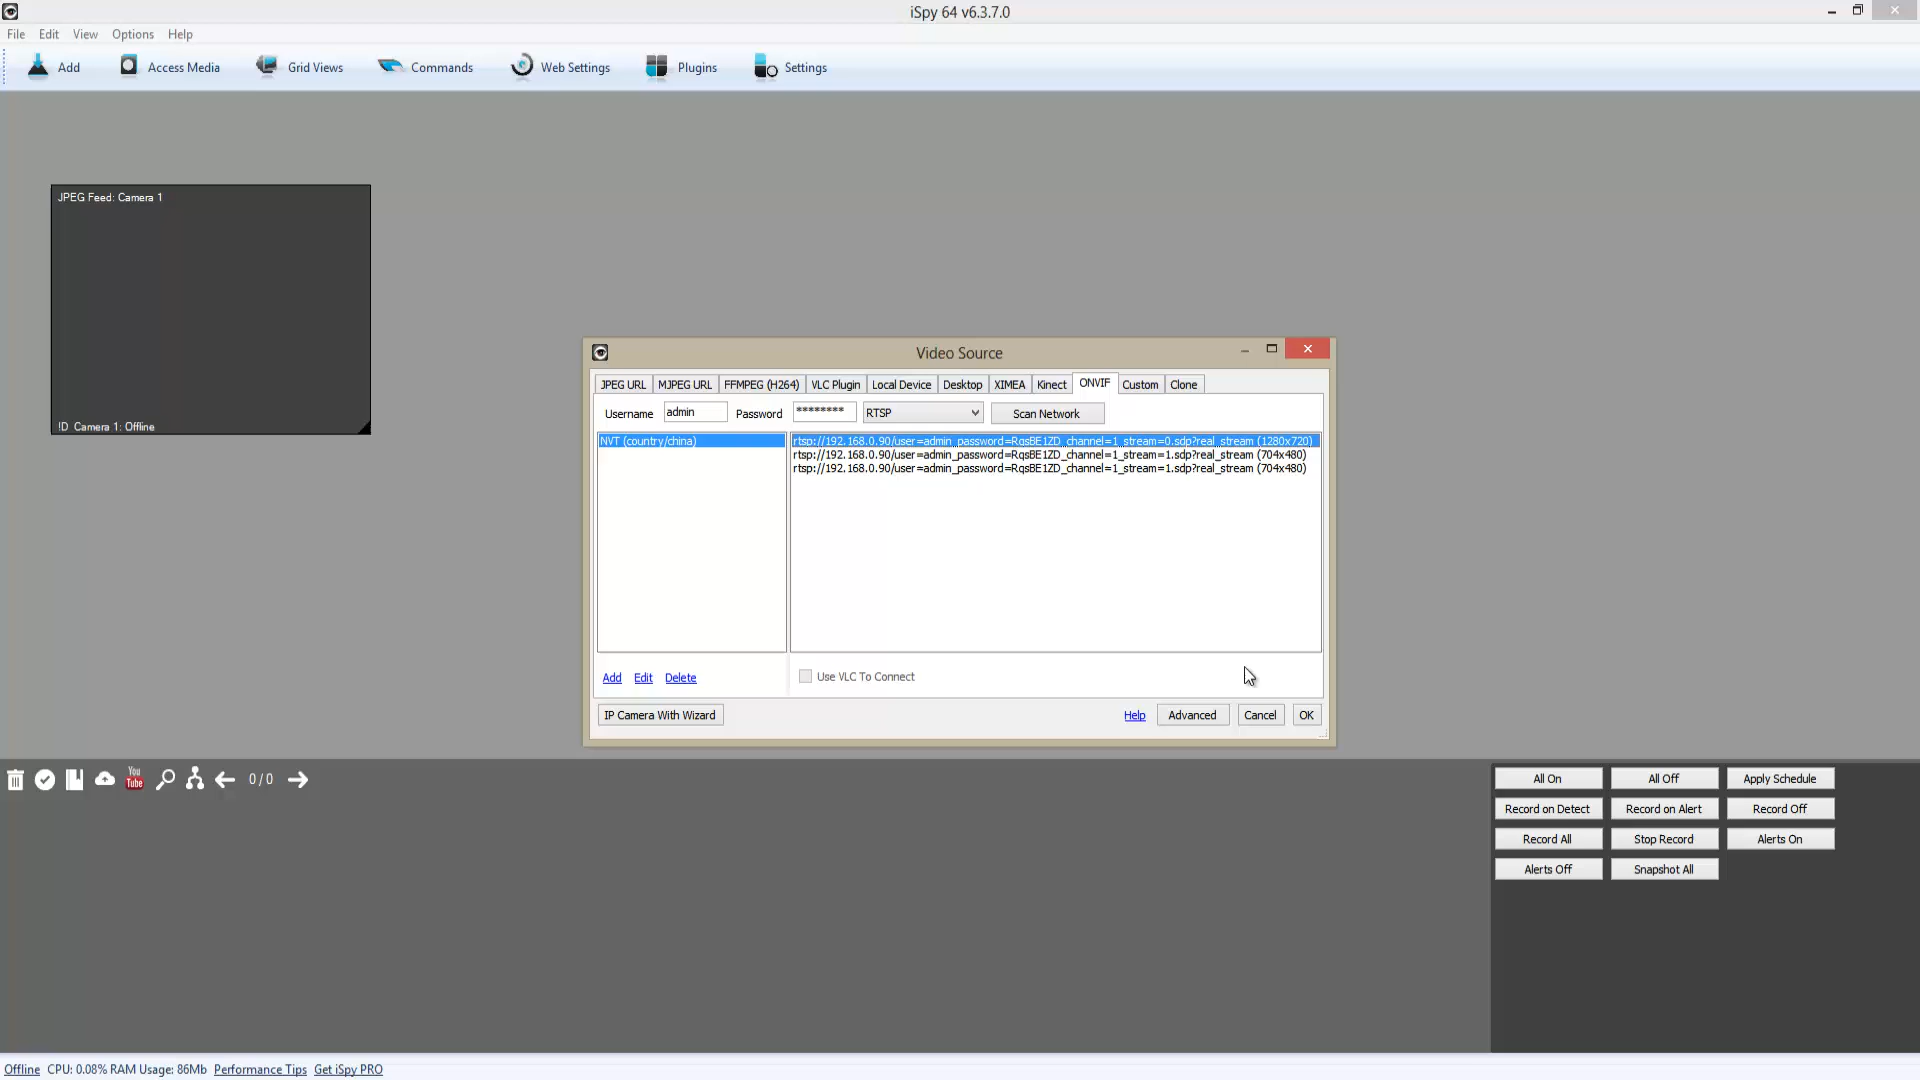 iSpy 64 v6.3.7.0
File Edit View Options Help
Add Access Media Grid Views Commands Web Settings Plugins Settings
JPEG Feed: Camera 1
!D Camera 1: Offline
Video Source
JPEG URL MJPEG URL FFMPEG (H264) VLC Plugin Local Device Desktop XIMEA Kinect ONVIF Custom Clone
Username admin Password ******** RTSP Scan Network
NVT (country/china)
rtsp://192.168.0.90/user=admin_password=RqsBE1ZD_channel=1_stream=0.sdp?real_stream (1280x720)
rtsp://192.168.0.90/user=admin_password=RqsBE1ZD_channel=1_stream=1.sdp?real_stream (704x480)
rtsp://192.168.0.90/user=admin_password=RqsBE1ZD_channel=1_stream=1.sdp?real_stream (704x480)
Add Edit Delete
Use VLC To Connect
IP Camera With Wizard
Help Advanced Cancel OK
You Tube
0 / 0
All On All Off Apply Schedule
Record on Detect Record on Alert Record Off
Record All Stop Record Alerts On
Alerts Off Snapshot All
Offline CPU: 0.08% RAM Usage: 86Mb Performance Tips Get iSpy PRO